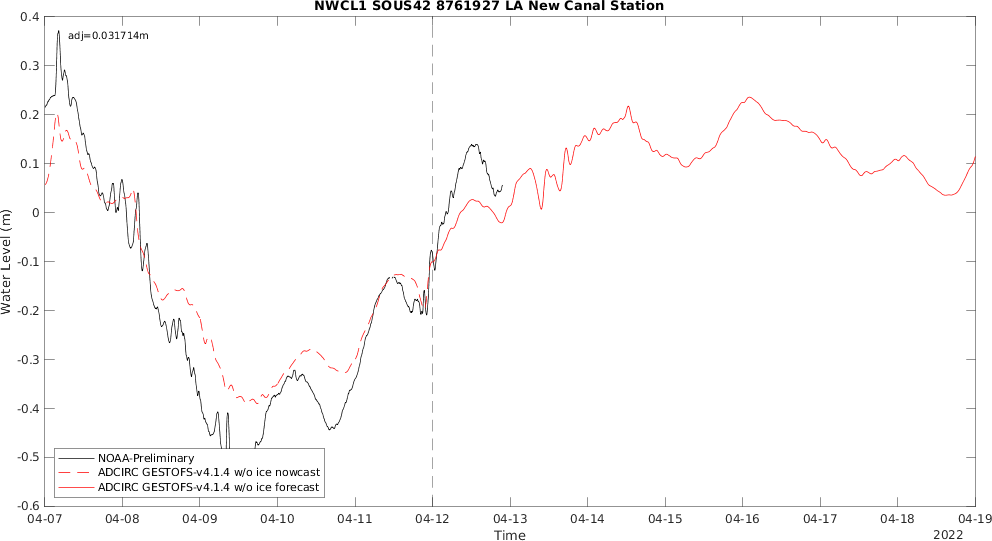 NWCL1 SOUS42 8761927 LA New Canal Station
adj=0.031714m
0.4
0.3
0.2
0.1
0
-0.1
-0.2
-0.3
-0.4
-0.5
-0.6
Water Level (m)
NOAA-Preliminary
ADCIRC GESTOFS-v4.1.4 w/o ice nowcast
ADCIRC GESTOFS-v4.1.4 w/o ice forecast
04-07 04-08 04-09 04-10 04-11 04-12 04-13 04-14 04-15 04-16 04-17 04-18 04-19
Time
2022